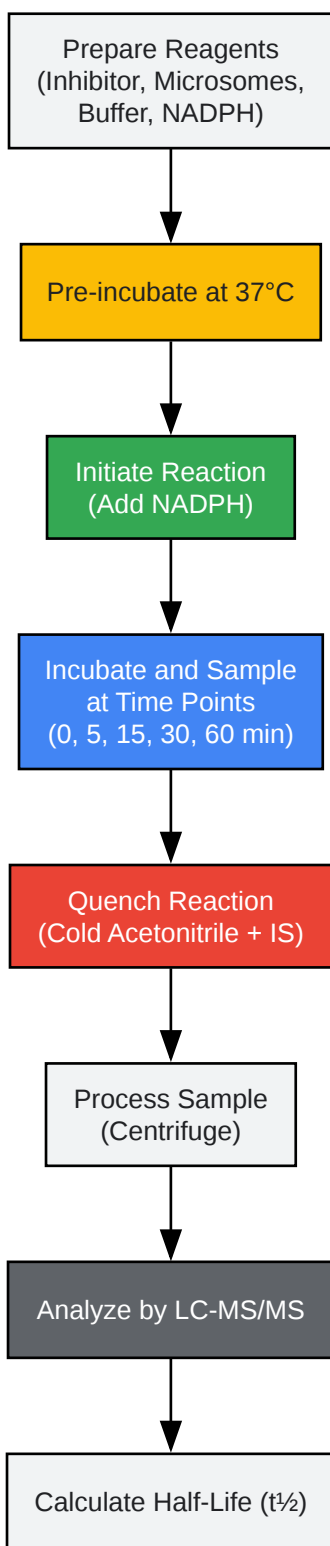 Prepare Reagents
(Inhibitor, Microsomes,
Buffer, NADPH)
Pre-incubate at 37°C
Initiate Reaction
(Add NADPH)
Incubate and Sample
at Time Points
(0, 5, 15, 30, 60 min)
Quench Reaction
(Cold Acetonitrile + IS)
Process Sample
(Centrifuge)
Analyze by LC-MS/MS
Calculate Half-Life (t½)